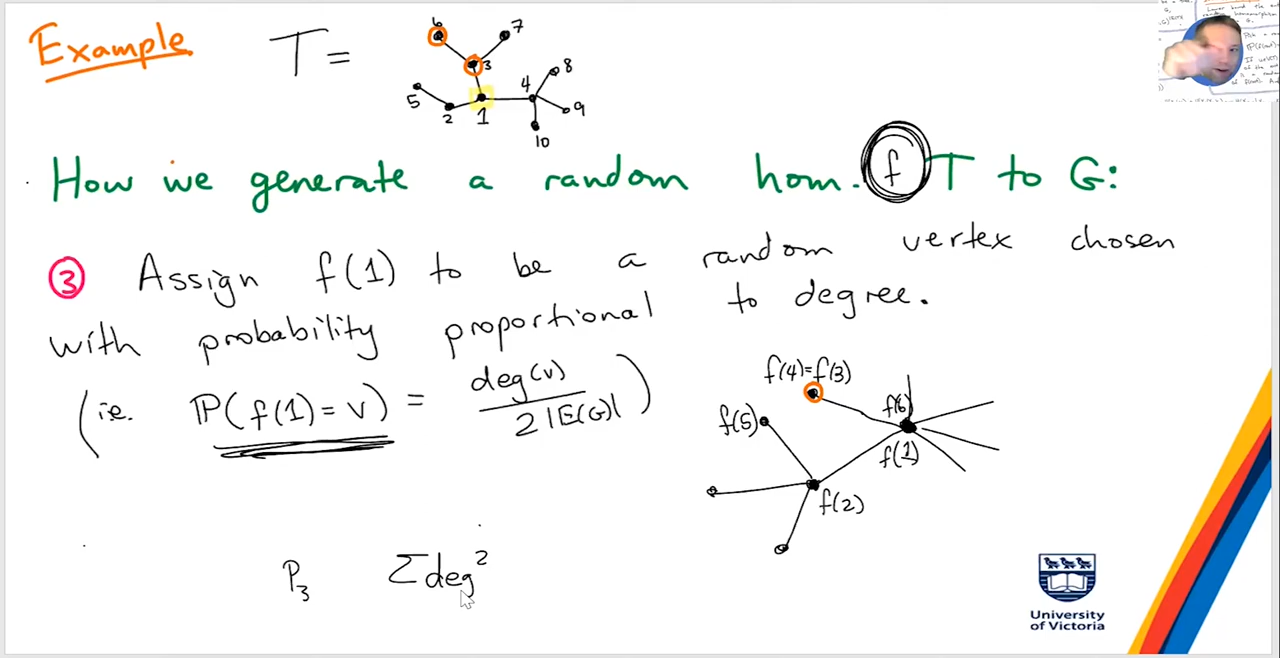 Example T =
6
7
3
5
2
1
4
8
9
10
How we generate a random hom. f T to G:
③ Assign f(1) to be a random vertex chosen
with probability proportional to degree.
(i.e. ℙ(f(1)=v) = deg(v) / 2|E(G)|)
f(4)=f(3)
f(5)
f(6)
f(1)
f(2)
P₃ Σdeg²
University
of Victoria